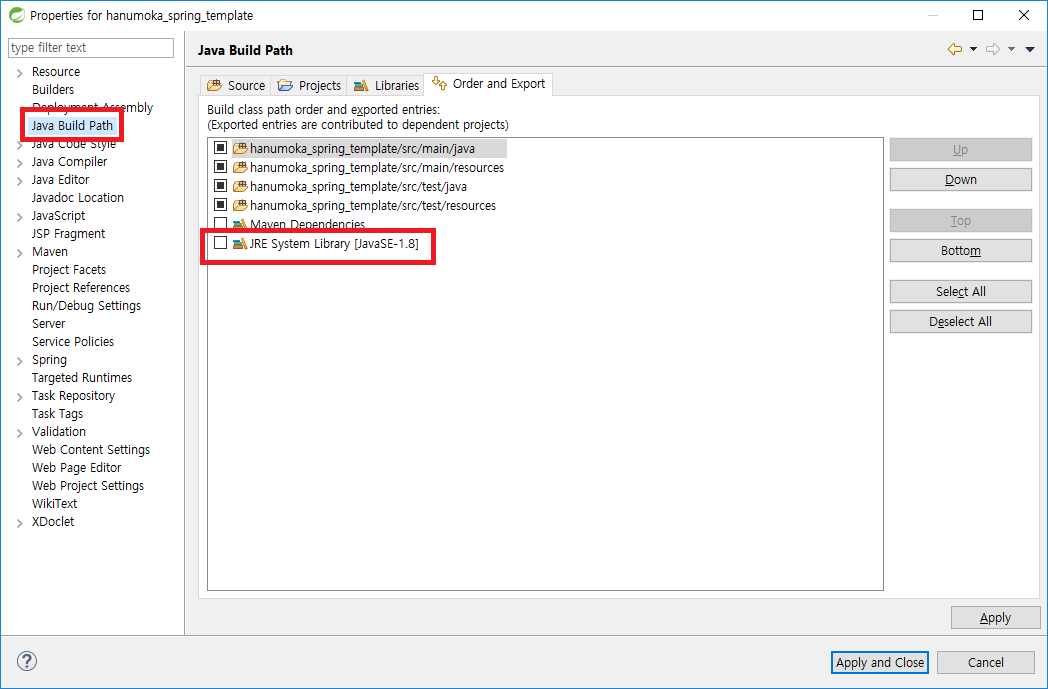 Properties for hanumoka_spring_template
type filter text
Resource
Builders
Deployment Assembly
Java Build Path
Java Code Style
Java Compiler
Java Editor
Javadoc Location
JavaScript
JSP Fragment
Maven
Project Facets
Project References
Run/Debug Settings
Server
Service Policies
Spring
Targeted Runtimes
Task Repository
Task Tags
Validation
Web Content Settings
Web Page Editor
Web Project Settings
WikiText
XDoclet
Java Build Path
Source Projects Libraries Order and Export
Build class path order and exported entries:
(Exported entries are contributed to dependent projects)
hanumoka_spring_template/src/main/java
hanumoka_spring_template/src/main/resources
hanumoka_spring_template/src/test/java
hanumoka_spring_template/src/test/resources
Maven Dependencies
JRE System Library [JavaSE-1.8]
Up
Down
Top
Bottom
Select All
Deselect All
Apply
?
Apply and Close Cancel